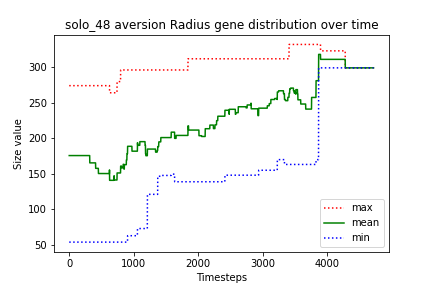 solo_48 aversion Radius gene distribution over time
Size value
300
250
200
150
100
50
0
1000
2000
3000
4000
Timesteps
max
mean
min